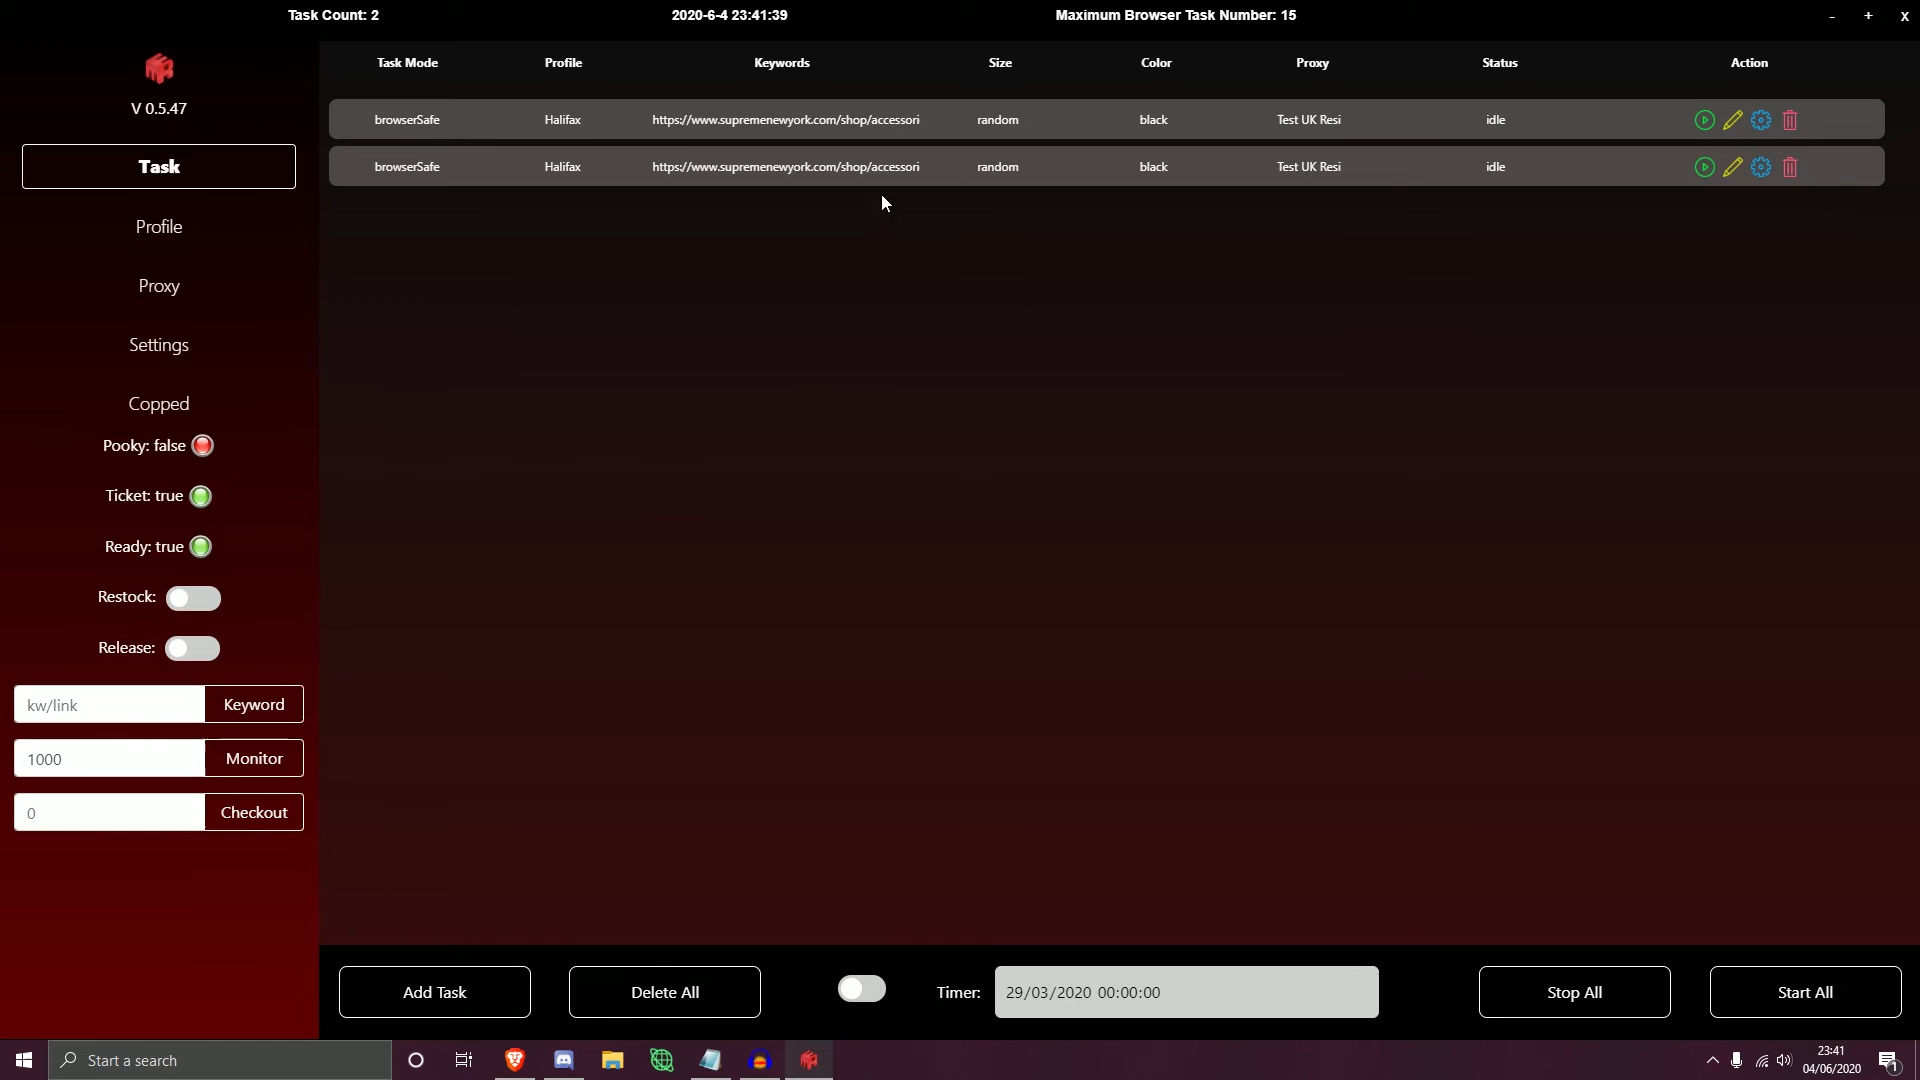 Task Count: 2
2020-6-4 23:41:39
Maximum Browser Task Number: 15
- + X
V 0.5.47
Task
Profile
Proxy
Settings
Copped
Pooky: false
Ticket: true
Ready: true
Restock:
Release:
kw/link Keyword
1000 Monitor
0 Checkout
Task Mode Profile Keywords Size Color Proxy Status Action
browserSafe Halifax https://www.supremenewyork.com/shop/accessori random black Test UK Resi idle
browserSafe Halifax https://www.supremenewyork.com/shop/accessori random black Test UK Resi idle
Add Task
Delete All
Timer: 29/03/2020 00:00:00
Stop All
Start All
Start a search
23:41
04/06/2020
1